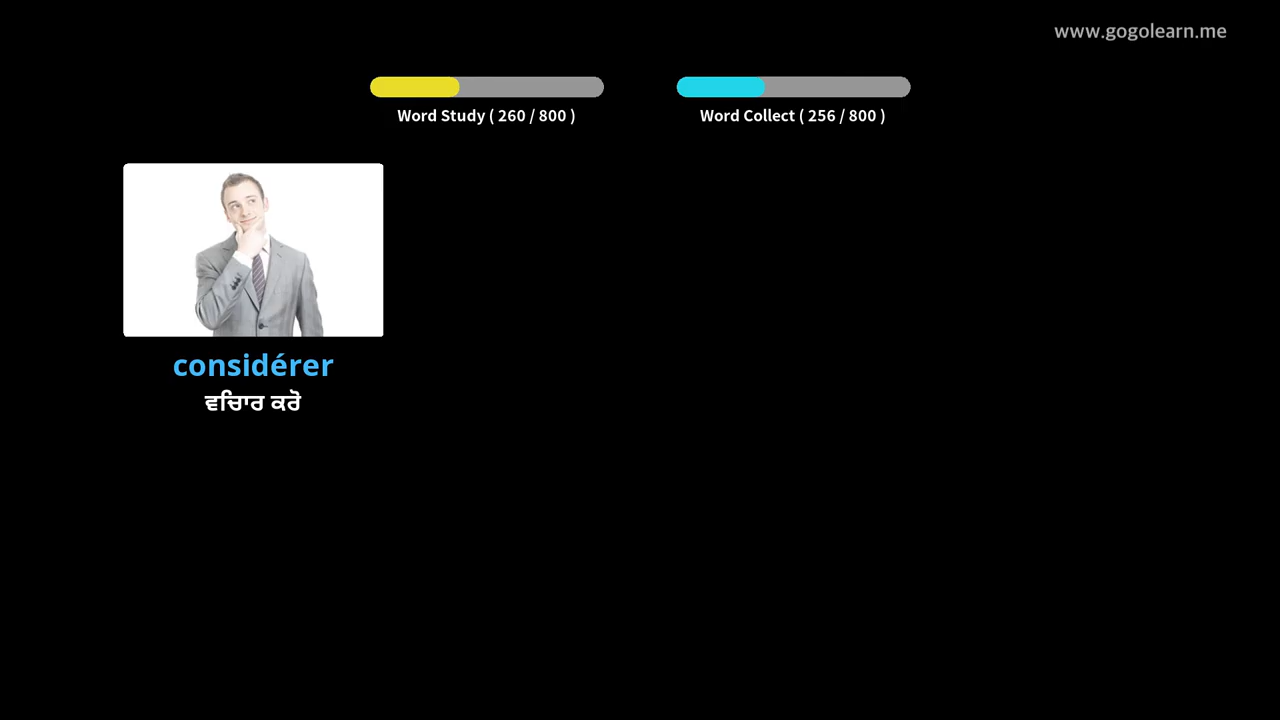 www.gogolearn.me
Word Study ( 260 / 800 )
Word Collect ( 256 / 800 )
considérer
ਵਿਚਾਰ ਕਰੋ